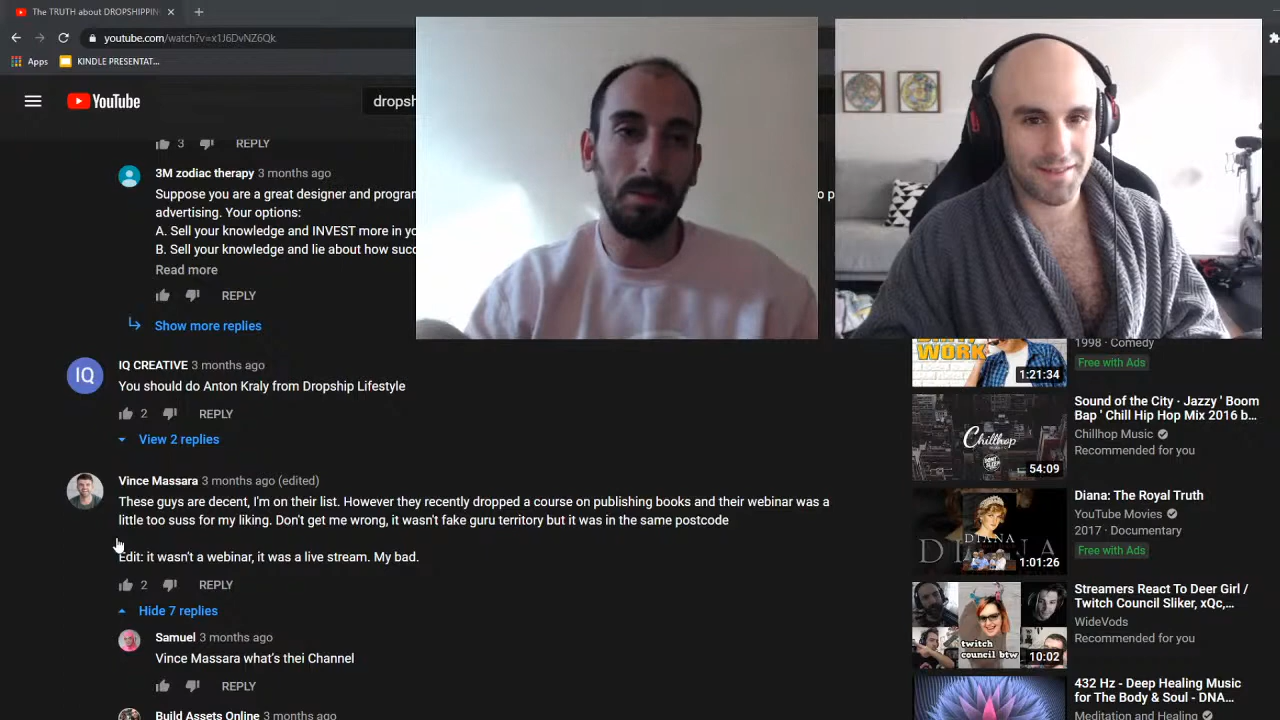 The TRUTH about DROPSHIPPIN
youtube.com/watch?v=x1J6DvNZ6Qk
Apps
KINDLE PRESENTAT...
YouTube
dropsh
3
REPLY
3M zodiac therapy 3 months ago
Suppose you are a great designer and program
advertising. Your options:
A. Sell your knowledge and INVEST more in yo
B. Sell your knowledge and lie about how succ
Read more
REPLY
Show more replies
IQ
IQ CREATIVE 3 months ago
You should do Anton Kraly from Dropship Lifestyle
2
REPLY
View 2 replies
Vince Massara 3 months ago (edited)
These guys are decent, I'm on their list. However they recently dropped a course on publishing books and their webinar was a
little too suss for my liking. Don't get me wrong, it wasn't fake guru territory but it was in the same postcode
Edit: it wasn't a webinar, it was a live stream. My bad.
2
REPLY
Hide 7 replies
Samuel 3 months ago
Vince Massara whats thei Channel
REPLY
Build Assets Online 3 months ago
WORK
1:21:34
1998 • Comedy
Free with Ads
Chillhop
54:09
Sound of the City - Jazzy ' Boom
Bap ' Chill Hip Hop Mix 2016 b...
Chillhop Music
Recommended for you
DIANA
1:01:26
Diana: The Royal Truth
YouTube Movies
2017 • Documentary
Free with Ads
twitch
council btw
10:02
Streamers React To Deer Girl /
Twitch Council Sliker, xQc,...
WideVods
Recommended for you
432 Hz - Deep Healing Music
for The Body & Soul - DNA...
Meditation and Healing